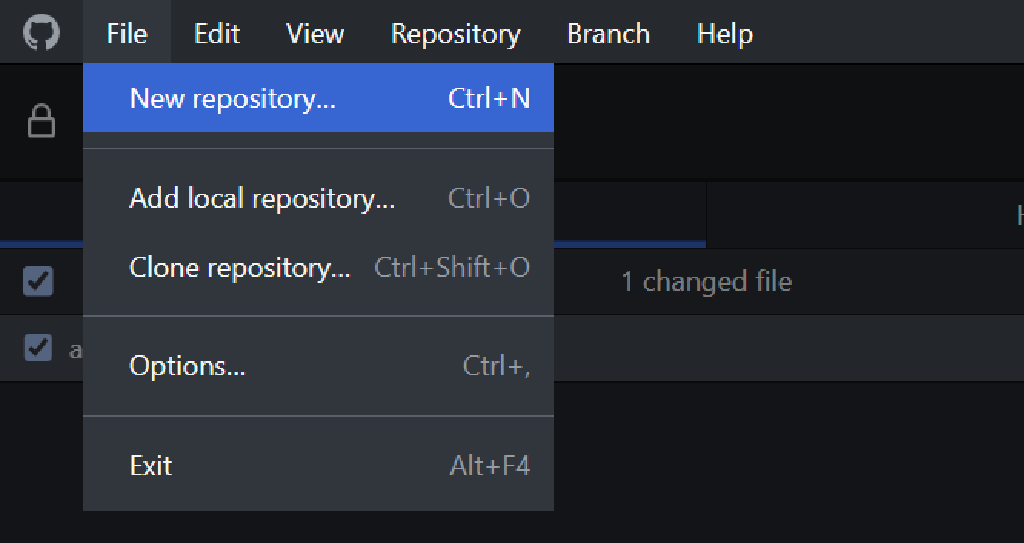 File Edit View Repository Branch Help
New repository... Ctrl+N
Add local repository... Ctrl+O
Clone repository... Ctrl+Shift+O
1 changed file
Options... Ctrl+,
Exit Alt+F4